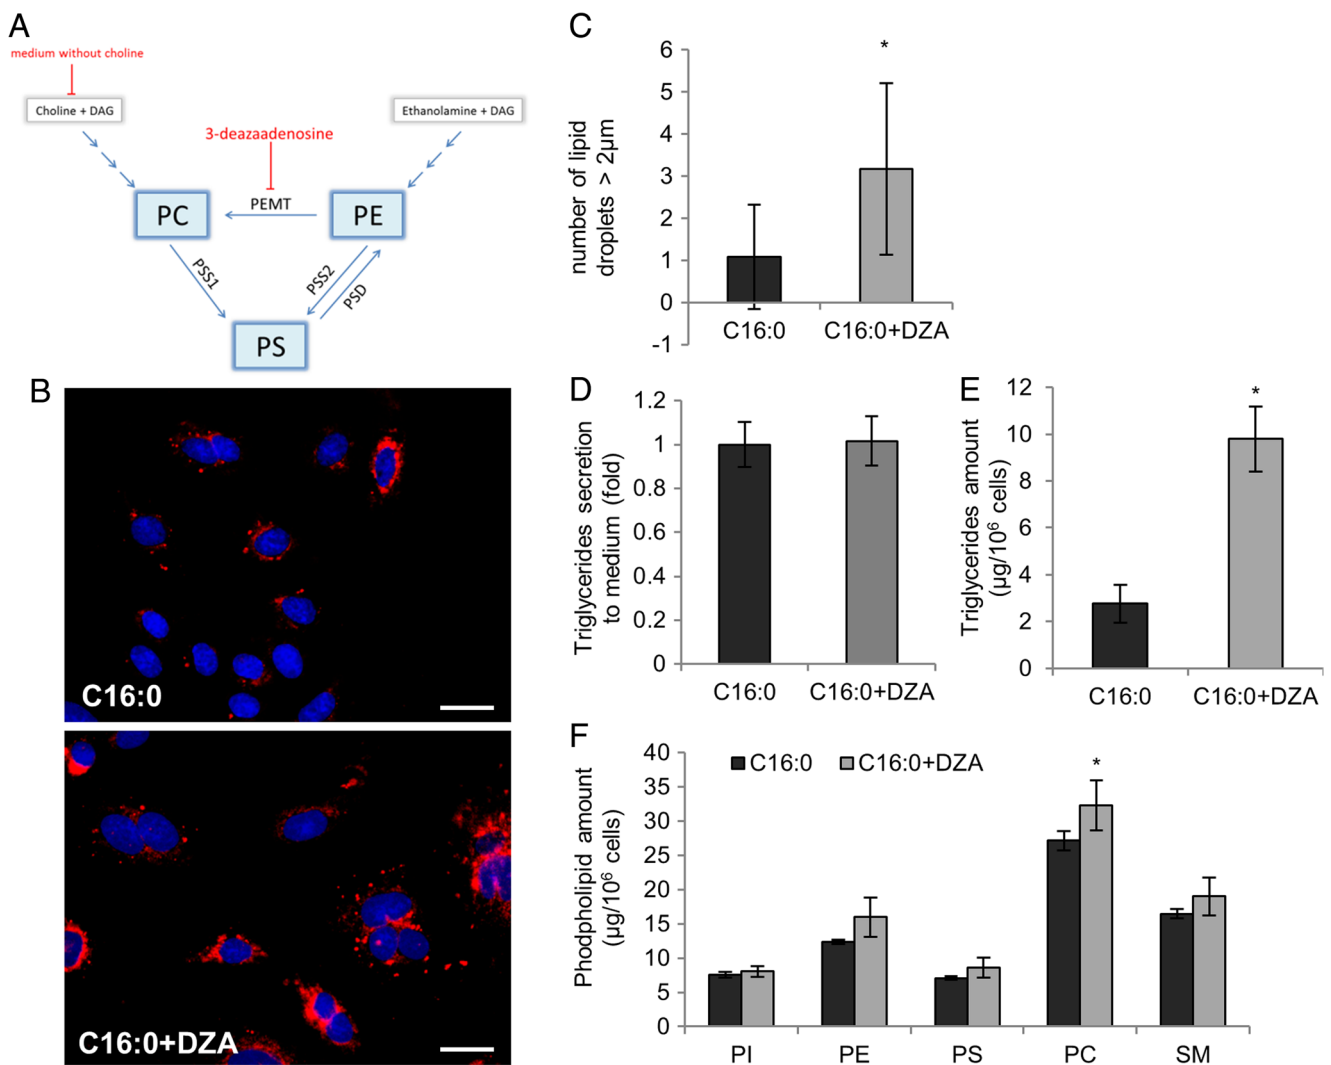 A
medium without choline
Choline + DAG
Ethanolamine + DAG
3-deazaadenosine
PC
PEMT
PE
PSS1
PSS2
PSD
PS
B
C16:0
C16:0+DZA
C
number of lipid
droplets > 2µm
6
5
4
3
2
1
0
-1
*
C16:0
C16:0+DZA
D
Triglycerides secretion
to medium (fold)
1.2
1
0.8
0.6
0.4
0.2
0
C16:0
C16:0+DZA
E
Triglycerides amount
(µg/10⁶ cells)
12
10
8
6
4
2
0
*
C16:0
C16:0+DZA
F
Phodpholipid amount
(µg/10⁶ cells)
40
35
30
25
20
15
10
5
0
C16:0
C16:0+DZA
*
PI
PE
PS
PC
SM